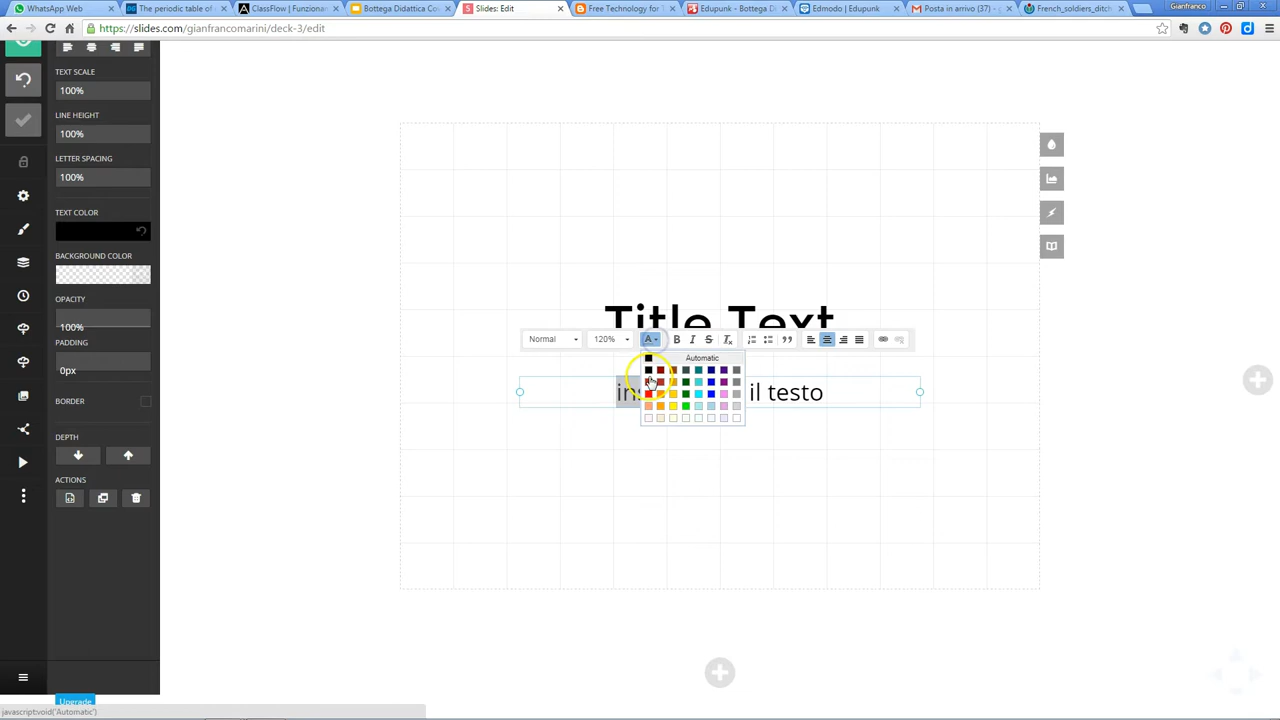 WhatsApp Web
The periodic table of
ClassFlow | Funzionan
Bottega Didattica Co
Slides: Edit
Free Technology for T
Edupunk - Bottega D
Edmodo | Edupunk
Posta in arrivo (37) - g
French_soldiers_ditch
Gianfranco
https://slides.com/gianfrancomarini/deck-3/edit
TEXT SCALE
100%
LINE HEIGHT
100%
LETTER SPACING
100%
TEXT COLOR
BACKGROUND COLOR
OPACITY
100%
PADDING
0px
BORDER
DEPTH
ACTIONS
Upgrade
Title Text
Normal
120%
A
B
I
S
Tx
Automatic
il testo
javascript:void('Automatic')